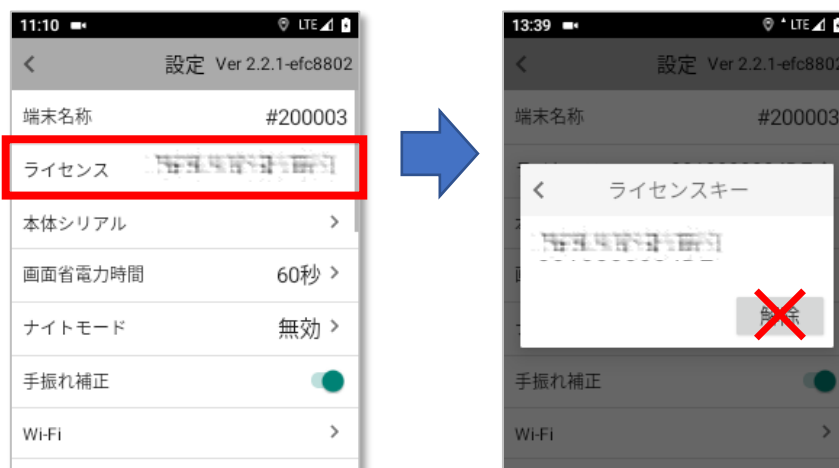 11:10 LTE
設定 Ver 2.2.1-efc8802
端末名称 #200003
ライセンス
本体シリアル
画面省電力時間 60秒
ナイトモード 無効
手振れ補正
Wi-Fi
13:39 LTE
設定 Ver 2.2.1-efc8802
端末名称 #200003
ライセンスキー
解除
手振れ補正
Wi-Fi